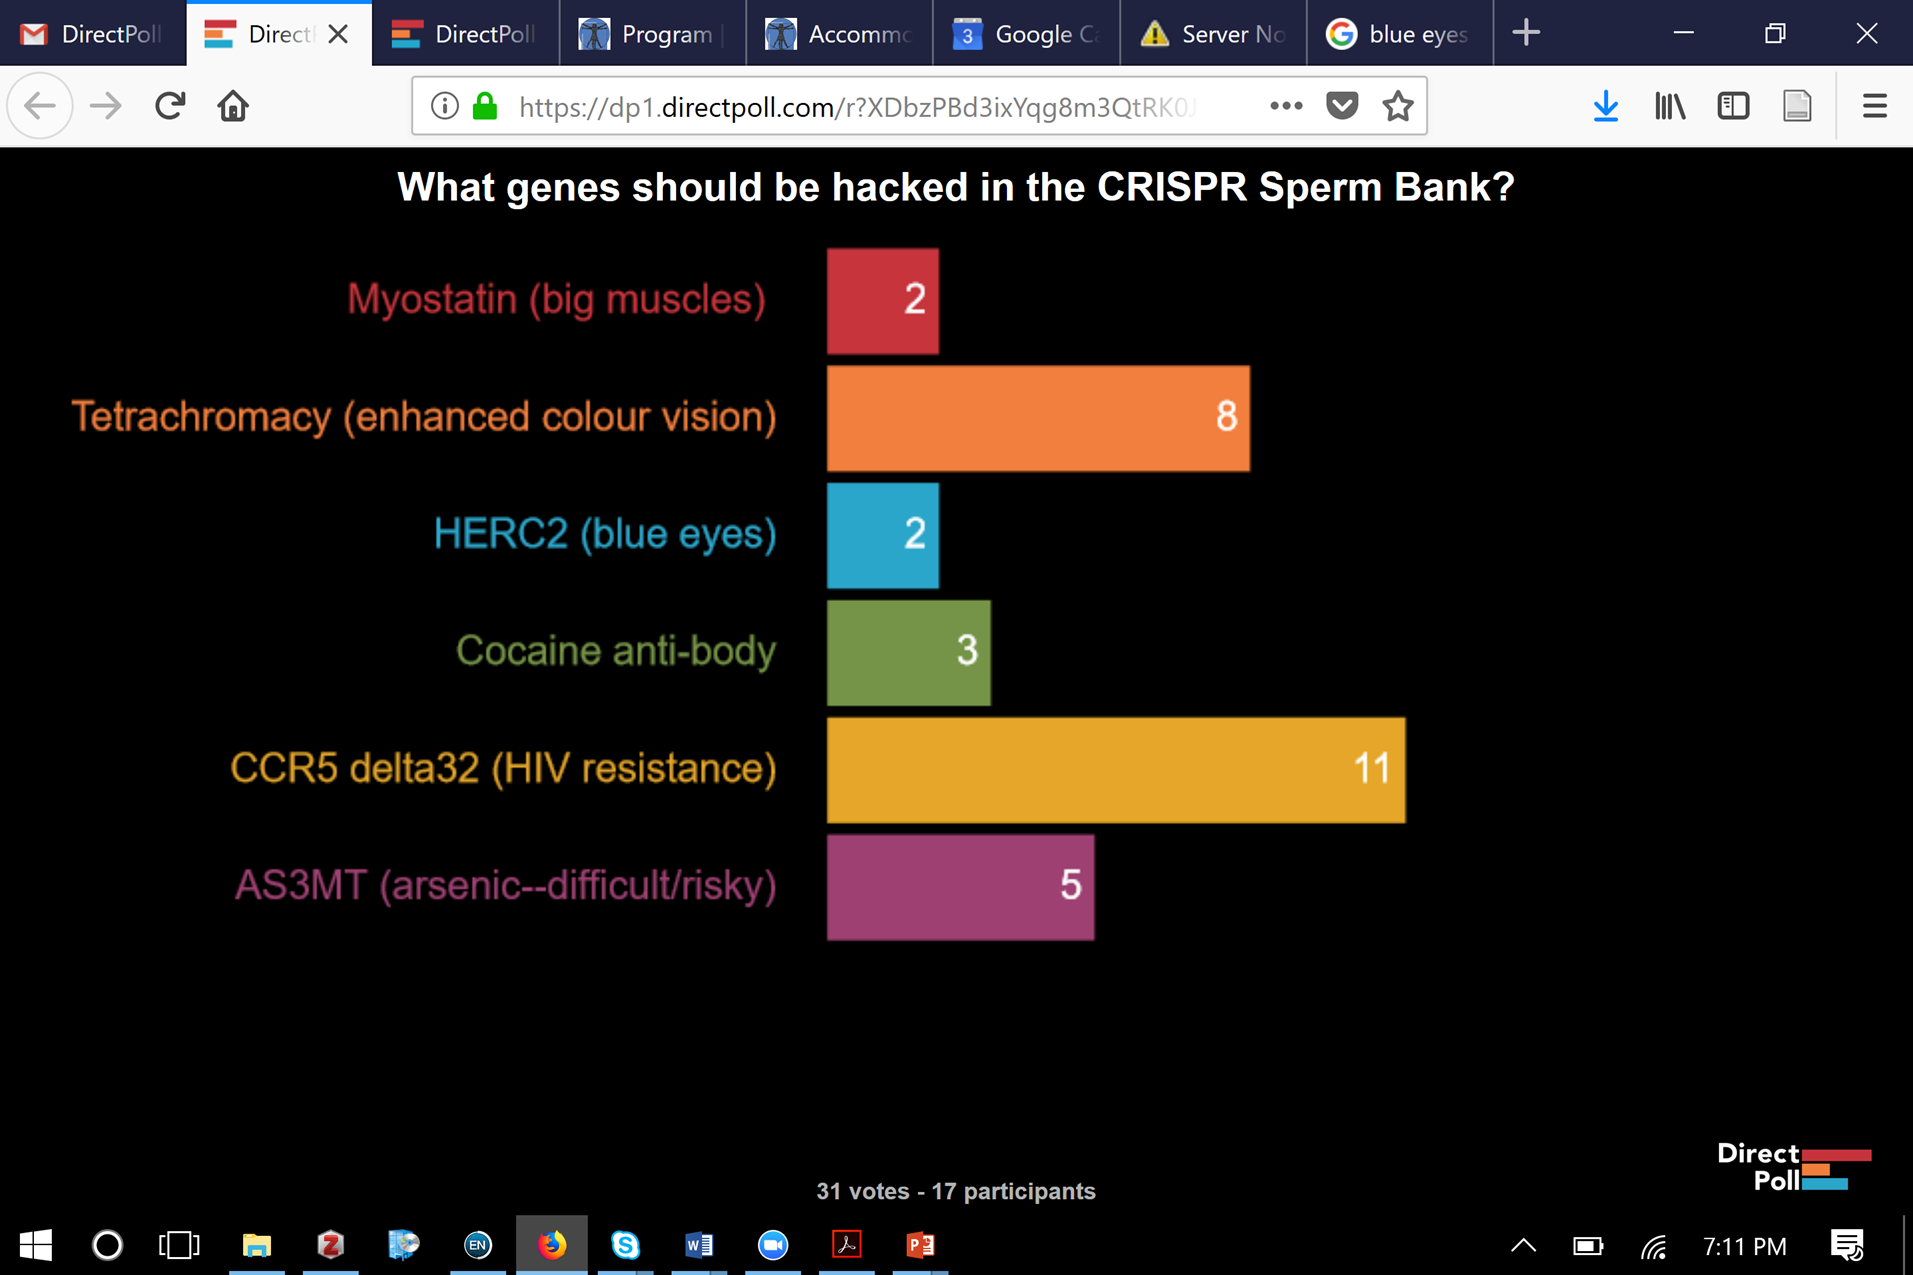 DirectPoll
Direct
DirectPoll
Program
Accommo
3
Google Ca
Server No
blue eyes
https://dp1.directpoll.com/r?XDbzPBd3ixYqg8m3QtRK0J
What genes should be hacked in the CRISPR Sperm Bank?
Myostatin (big muscles)
2
Tetrachromacy (enhanced colour vision)
8
HERC2 (blue eyes)
2
Cocaine anti-body
3
CCR5 delta32 (HIV resistance)
11
AS3MT (arsenic--difficult/risky)
5
Direct
Poll
31 votes - 17 participants
Z
EN
S
W
P
7:11 PM